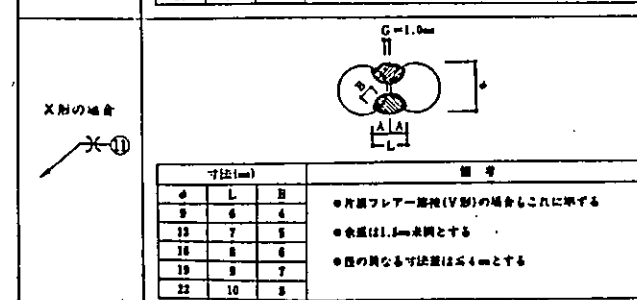 G=1.0mm
X形の場合
11
B
φ
A A
L
寸法(mm) 備考
φ L B
9 6 4
13 7 5
16 8 6
19 9 7
22 10 8
●片面フレアー溶接(V形)の場合もこれに準ずる
●余盛は1.5mm未満とする
●径の異なる寸法差は≦4mmとする